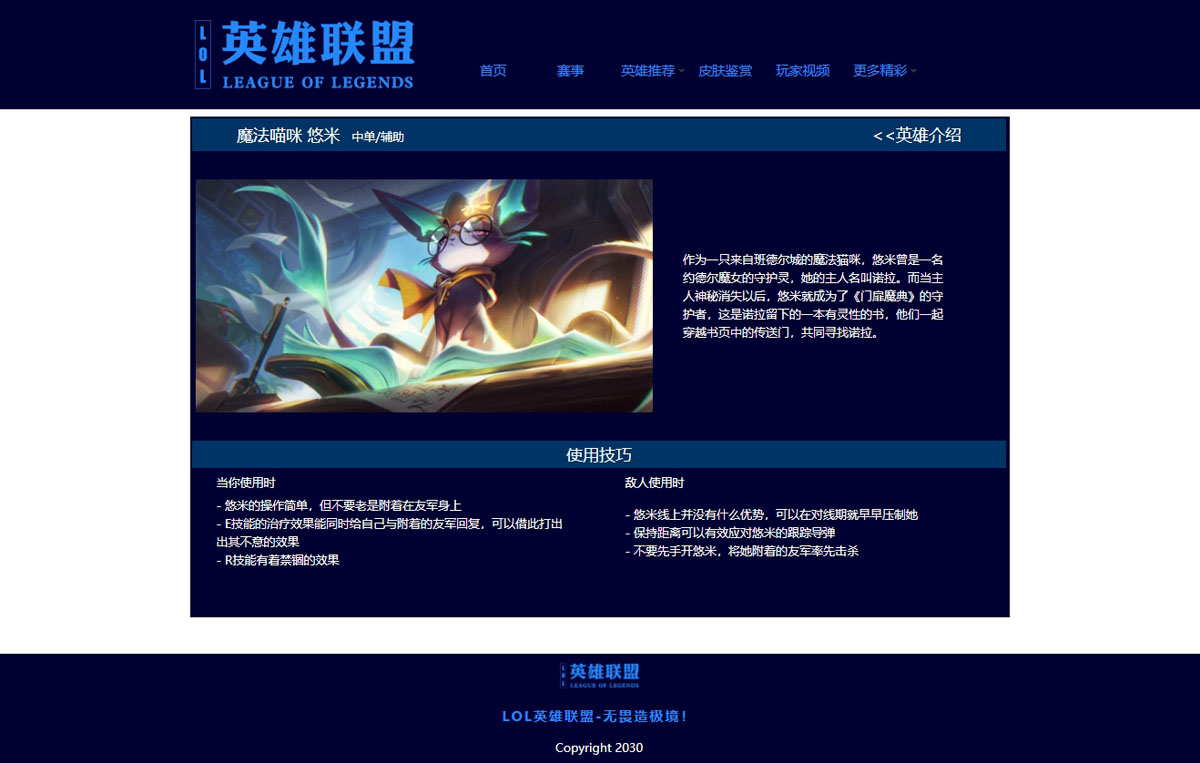 LOL
英雄联盟
LEAGUE OF LEGENDS
首页 赛事 英雄推荐 皮肤鉴赏 玩家视频 更多精彩
魔法喵咪 悠米 中单/辅助 <<英雄介绍
作为一只来自班德尔城的魔法猫咪，悠米曾是一名
约德尔魔女的守护灵，她的主人名叫诺拉。而当主
人神秘消失以后，悠米就成为了《门扉魔典》的守
护者，这是诺拉留下的一本有灵性的书，他们一起
穿越书页中的传送门，共同寻找诺拉。
使用技巧
当你使用时
- 悠米的操作简单，但不要老是附着在友军身上
- E技能的治疗效果能同时给自己与附着的友军回复，可以借此打出
出其不意的效果
- R技能有着禁锢的效果
敌人使用时
- 悠米线上并没有什么优势，可以在对线期就早早压制她
- 保持距离可以有效应对悠米的跟踪导弹
- 不要先手开悠米，将她附着的友军率先击杀
LOL
英雄联盟
LEAGUE OF LEGENDS
LOL英雄联盟-无畏造极境！
Copyright 2030